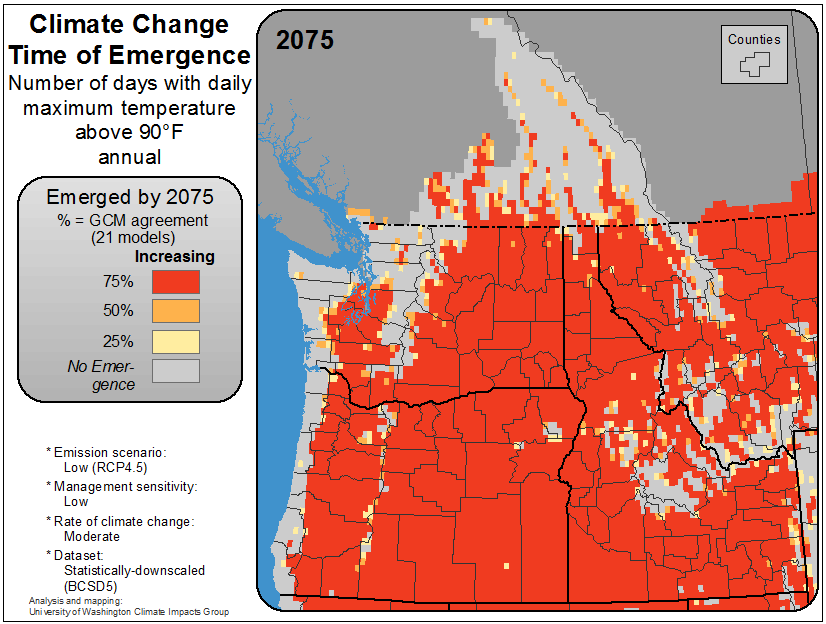 Climate Change
Time of Emergence
Number of days with daily
maximum temperature
above 90°F
annual
Emerged by 2075
% = GCM agreement
(21 models)
Increasing
75%
50%
25%
No Emer-
gence
* Emission scenario:
Low (RCP4.5)
* Management sensitivity:
Low
* Rate of climate change:
Moderate
* Dataset:
Statistically-downscaled
(BCSD5)
Analysis and mapping:
University of Washington Climate Impacts Group
2075
Counties